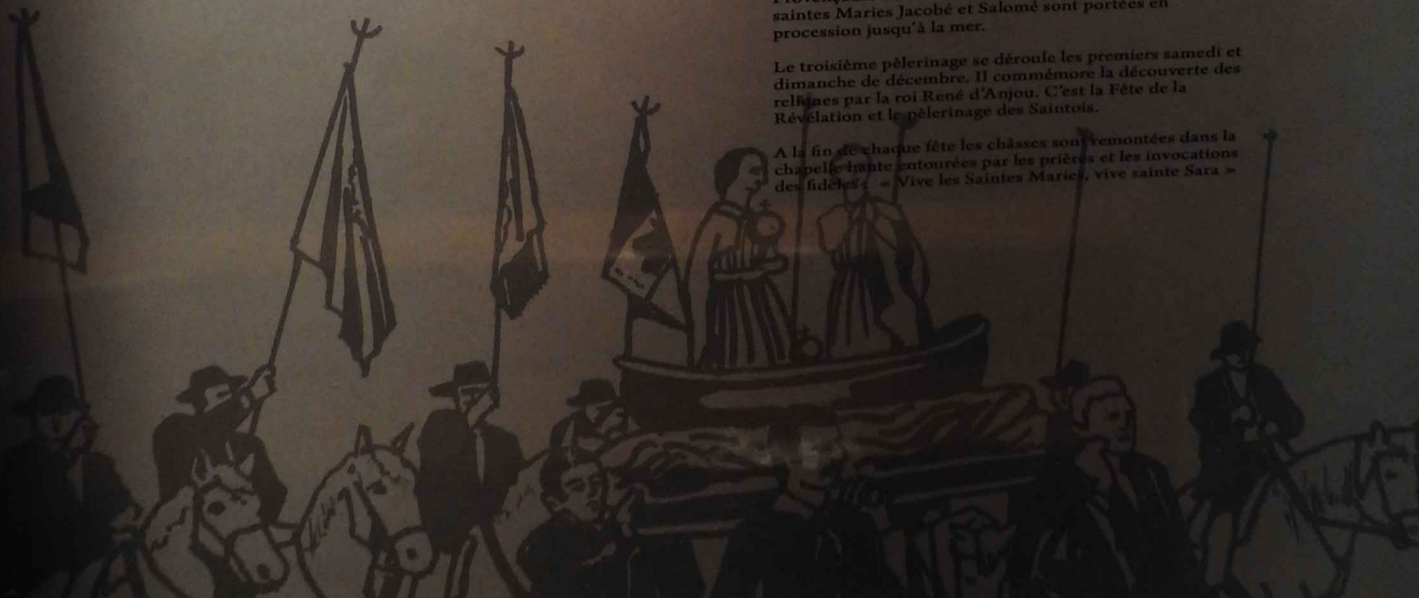 saintes Maries Jacobé et Salomé sont portées en
procession jusqu'à la mer.
Le troisième pèlerinage se déroule les premiers samedi et
dimanche de décembre. Il commémore la découverte des
reliques par la roi René d'Anjou. C'est la Fête de la
Révélation et le pèlerinage des Saintois.
A la fin de chaque fête les châsses sont remontées dans la
chapelle haute entourées par les prières et les invocations
des fidèles : « Vive les Saintes Maries, vive sainte Sara »